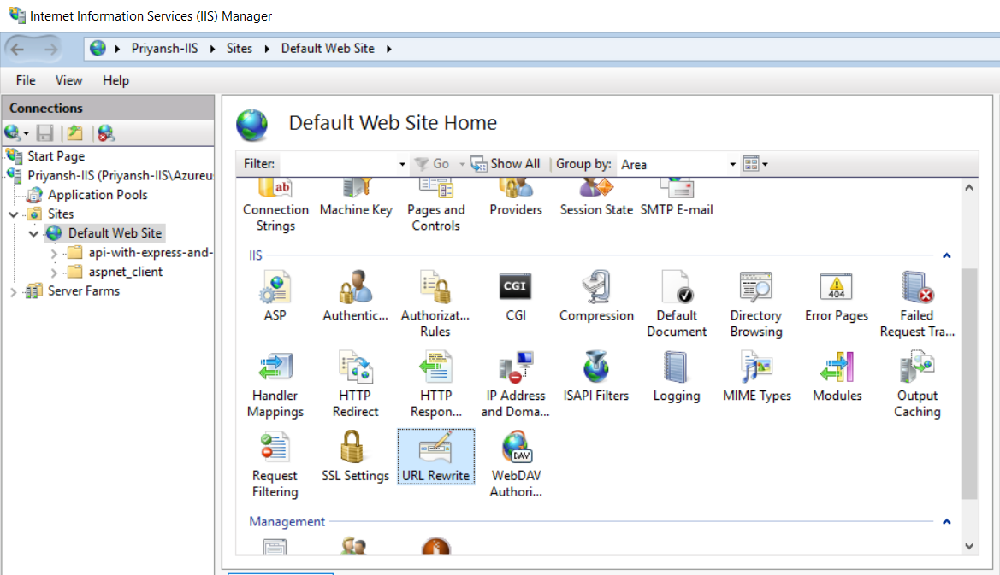 Internet Information Services (IIS) Manager
Priyansh-IIS
Sites
Default Web Site
File View Help
Connections
Start Page
Priyansh-IIS (Priyansh-IIS\Azureu
Application Pools
Sites
Default Web Site
api-with-express-and-
aspnet_client
Server Farms
Default Web Site Home
Filter: Go Show All Group by: Area
ab
Connection Strings
Machine Key
Pages and Controls
Providers
Session State
SMTP E-mail
IIS
ASP
Authentic...
Authorizat... Rules
CGI
CGI
Compression
Default Document
Directory Browsing
404
Error Pages
Failed Request Tra...
Handler Mappings
HTTP Redirect
HTTP Respon...
IP Address and Doma...
ISAPI Filters
Logging
MIME Types
Modules
Output Caching
Request Filtering
SSL Settings
URL Rewrite
DAV
WebDAV Authori...
Management